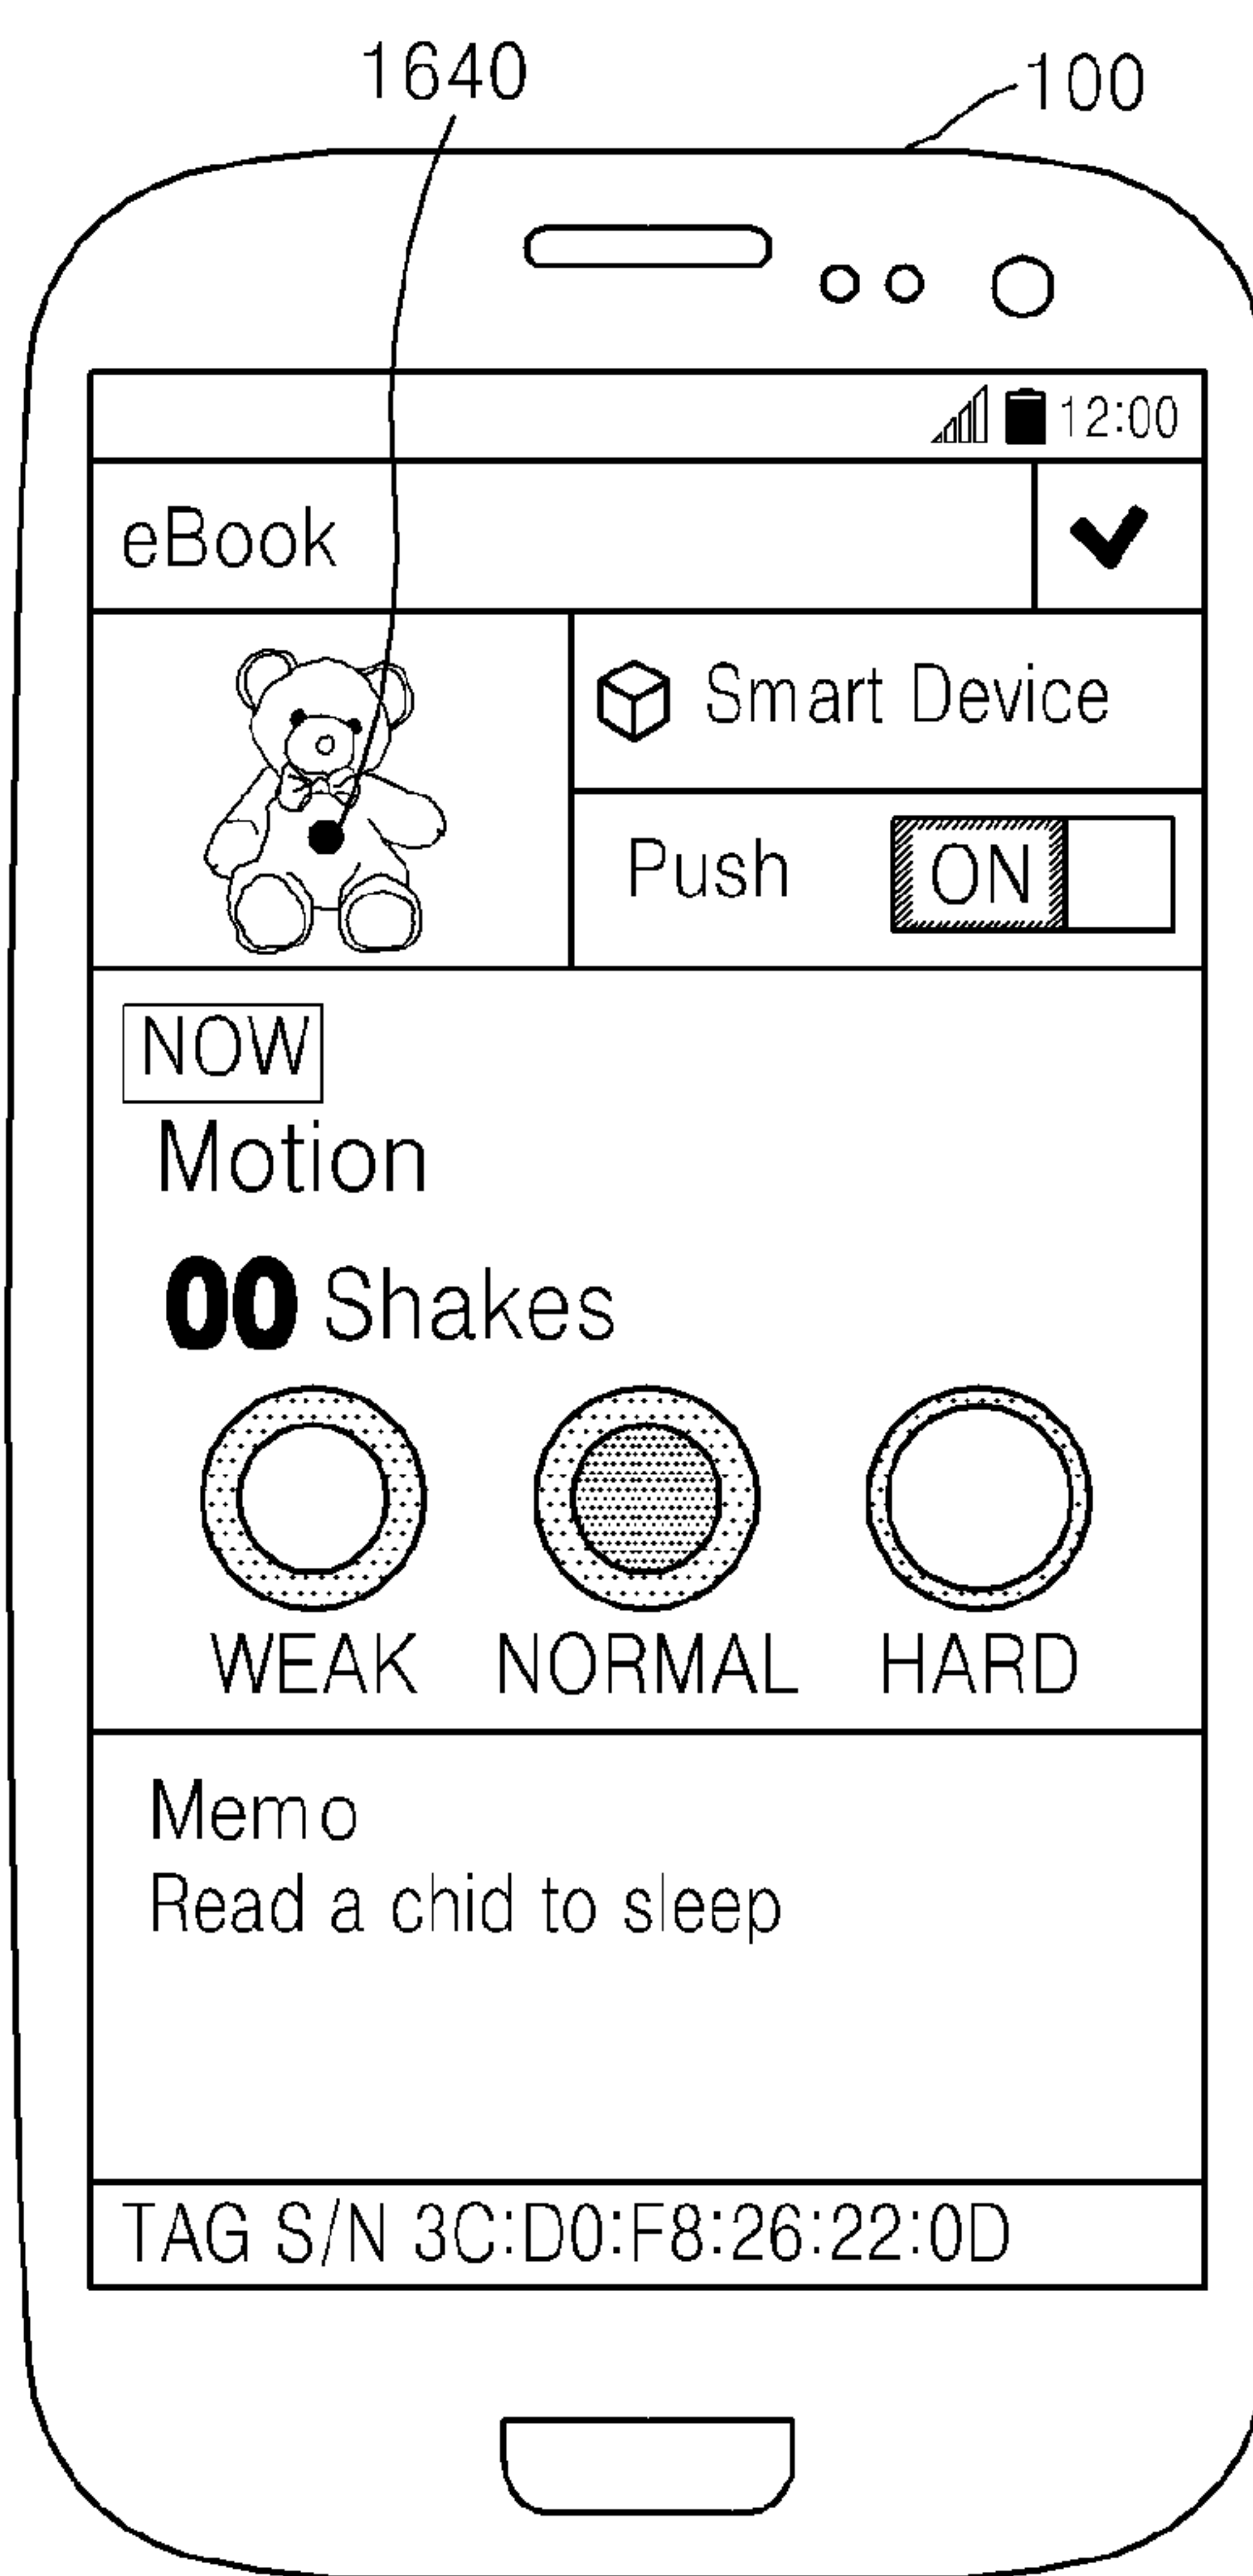 1640
100
12:00
eBook
Smart Device
Push ON
NOW
Motion
00 Shakes
WEAK NORMAL HARD
Memo
Read a chid to sleep
TAG S/N 3C:D0:F8:26:22:0D